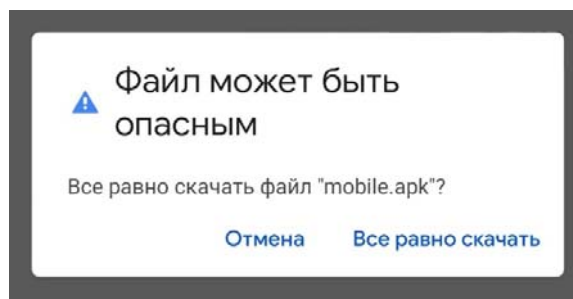 Файл может быть
опасным
Все равно скачать файл "mobile.apk"?
Отмена Все равно скачать